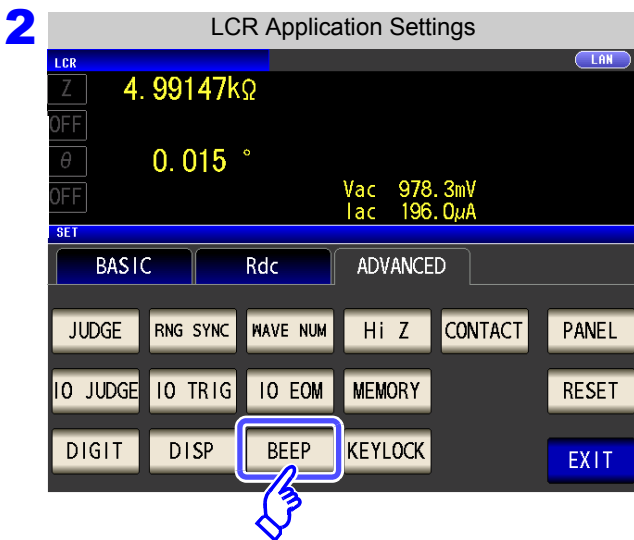 2
LCR Application Settings
LCR LAN
Z 4.99147kΩ
OFF
θ 0.015 °
OFF Vac 978.3mV
Iac 196.0μA
SET
BASIC Rdc ADVANCED
JUDGE RNG SYNC WAVE NUM Hi Z CONTACT PANEL
IO JUDGE IO TRIG IO EOM MEMORY RESET
DIGIT DISP BEEP KEYLOCK EXIT